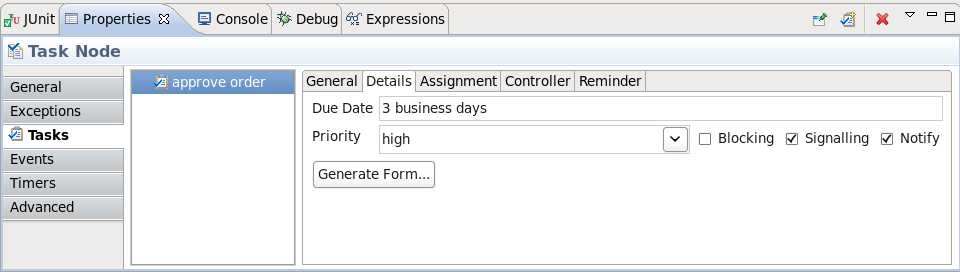 JUnit Properties Console Debug Expressions
Task Node
General
Exceptions
Tasks
Events
Timers
Advanced
approve order
General Details Assignment Controller Reminder
Due Date 3 business days
Priority high Blocking Signalling Notify
Generate Form...